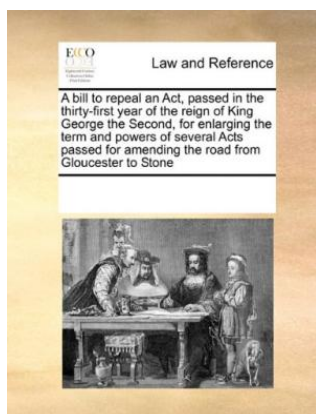 ECCO
Law and Reference
A bill to repeal an Act, passed in the
thirty-first year of the reign of King
George the Second, for enlarging the
term and powers of several Acts
passed for amending the road from
Gloucester to Stone